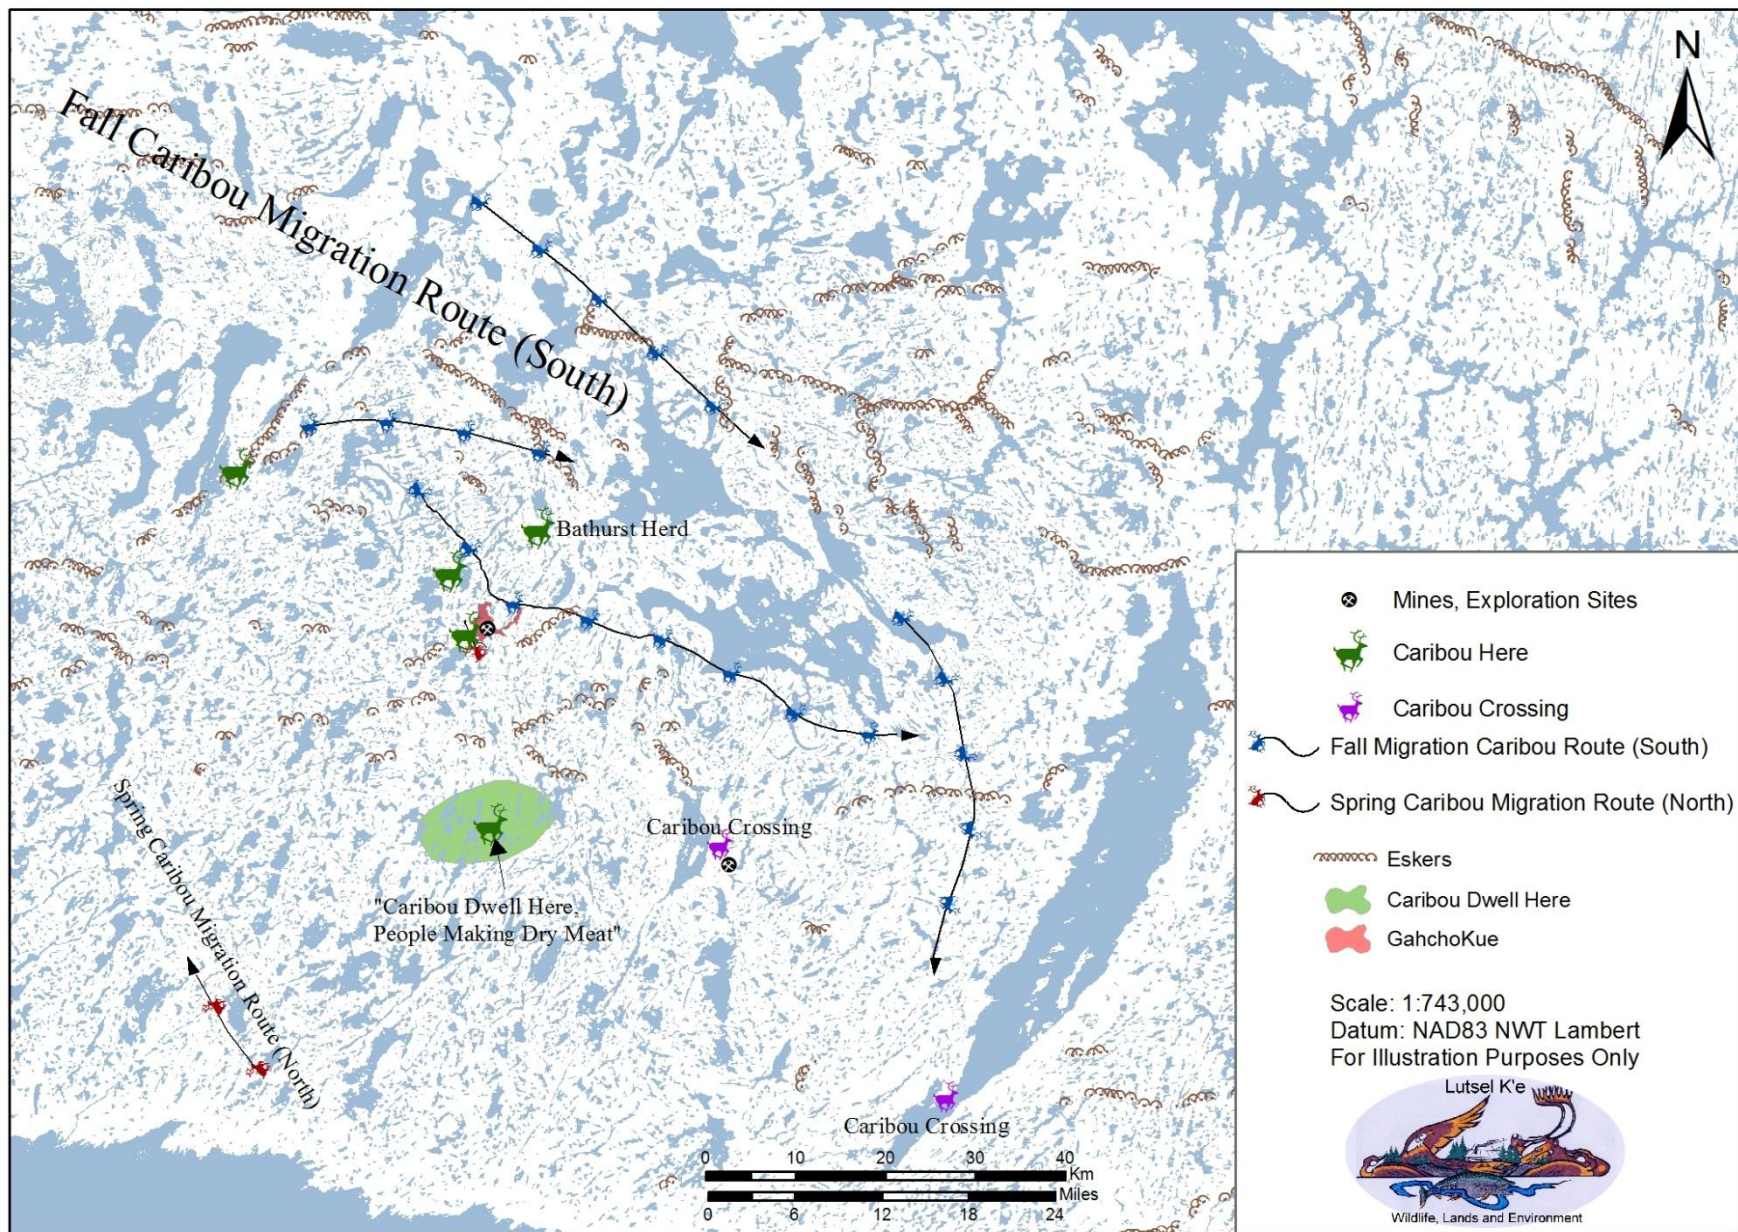 Fall Caribou Migration Route (South)
N
Bathurst Herd
Spring Caribou Migration Route (North)
Caribou Crossing
"Caribou Dwell Here,
People Making Dry Meat"
Caribou Crossing
0 10 20 30 40
Km
Miles
0 6 12 18 24
Mines, Exploration Sites
Caribou Here
Caribou Crossing
Fall Migration Caribou Route (South)
Spring Caribou Migration Route (North)
Eskers
Caribou Dwell Here
GahchoKue
Scale: 1:743,000
Datum: NAD83 NWT Lambert
For Illustration Purposes Only
Lutsel K'e
Wildlife, Lands and Environment